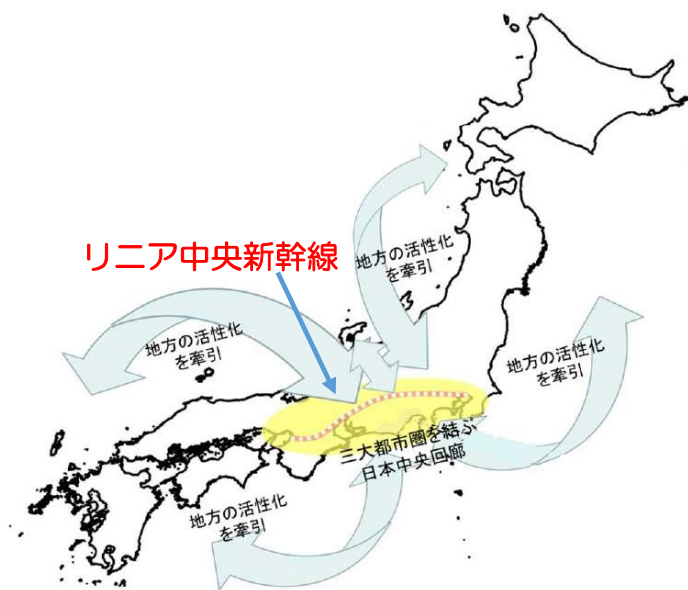 リニア中央新幹線
地方の活性化
を牽引
地方の活性化
を牽引
地方の活性化
を牽引
三大都市圏を結ぶ
日本中央回廊
地方の活性化
を牽引